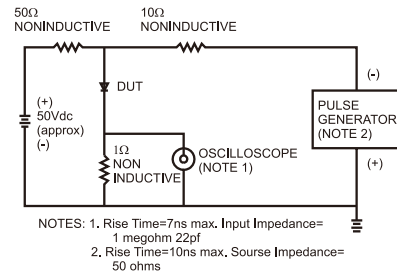 50Ω
NONINDUCTIVE
10Ω
NONINDUCTIVE
(+)
50Vdc
(approx)
(-)
DUT
1Ω
NON
INDUCTIVE
OSCILLOSCOPE
(NOTE 1)
(-)
PULSE
GENERATOR
(NOTE 2)
(+)
NOTES: 1. Rise Time=7ns max. Input Impedance=
1 megohm 22pf
2. Rise Time=10ns max. Sourse Impedance=
50 ohms